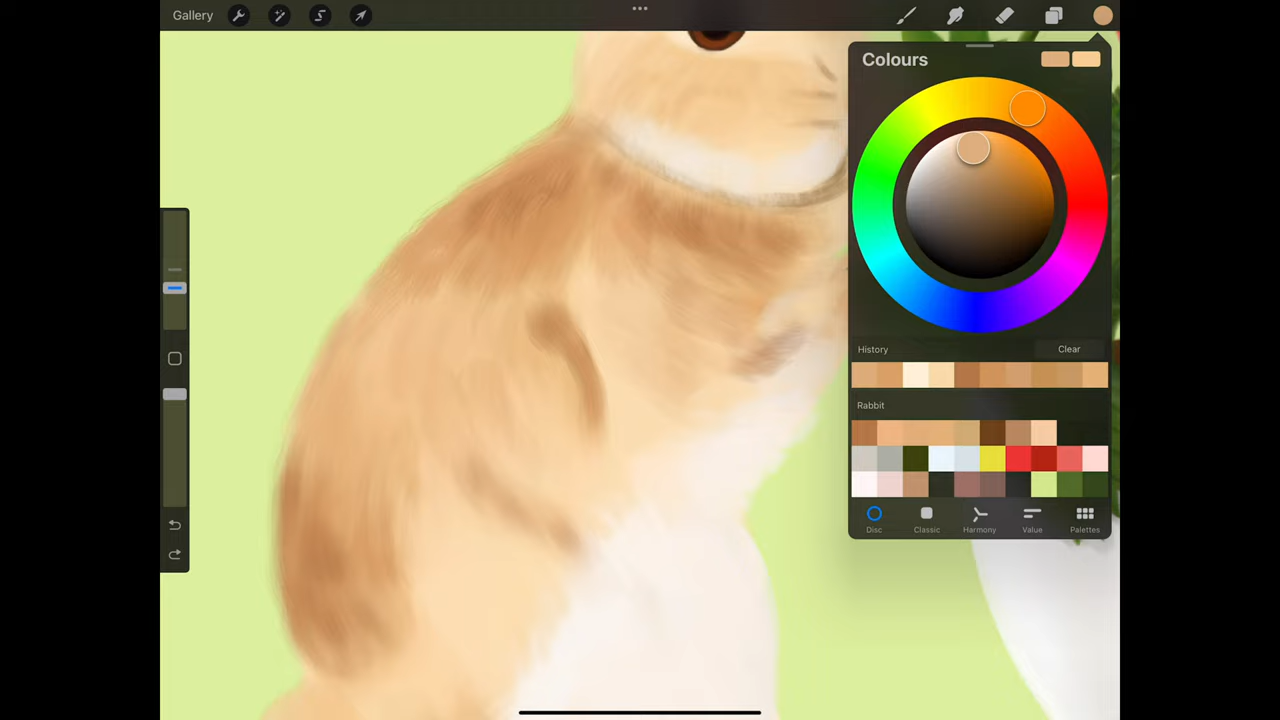 Gallery
Colours
History Clear
Rabbit
Disc Classic Harmony Value Palettes